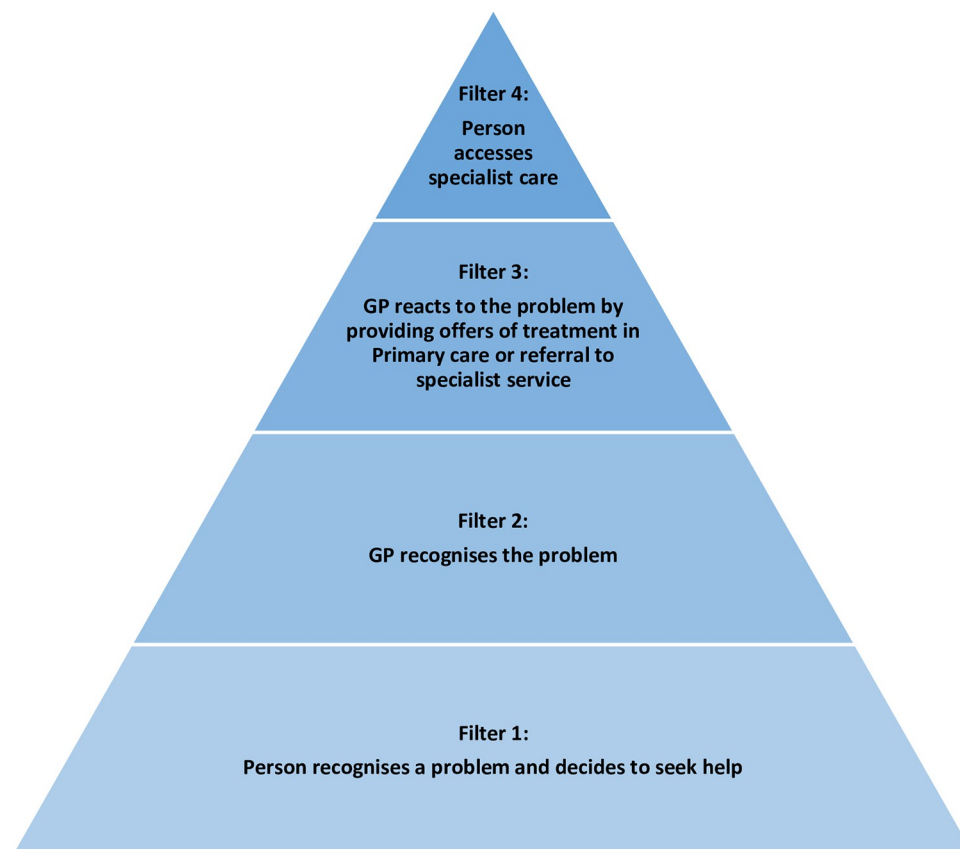 Filter 4:
Person
accesses
specialist care
Filter 3:
GP reacts to the problem by
providing offers of treatment in
Primary care or referral to
specialist service
Filter 2:
GP recognises the problem
Filter 1:
Person recognises a problem and decides to seek help